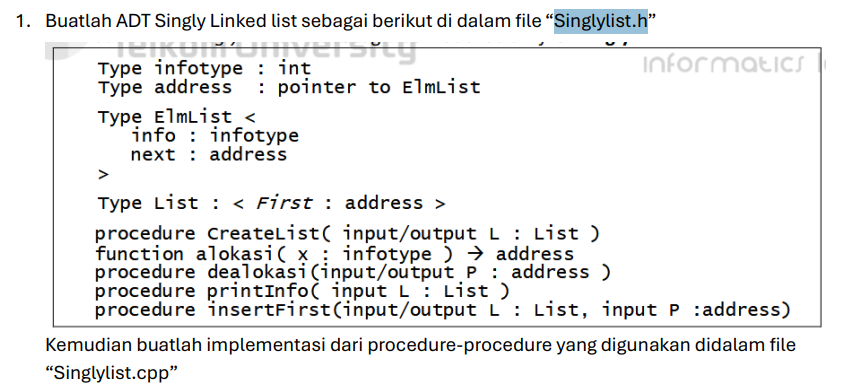 1. Buatlah ADT Singly Linked list sebagai berikut di dalam file “Singlylist.h”
Telkom University
informatics
Type infotype : int
Type address : pointer to ElmList
Type ElmList <
info : infotype
next : address
>
Type List : < First : address >
procedure CreateList( input/output L : List )
function alokasi( x : infotype ) → address
procedure dealokasi(input/output P : address )
procedure printInfo( input L : List )
procedure insertFirst(input/output L : List, input P :address)
Kemudian buatlah implementasi dari procedure-procedure yang digunakan didalam file
“Singlylist.cpp”